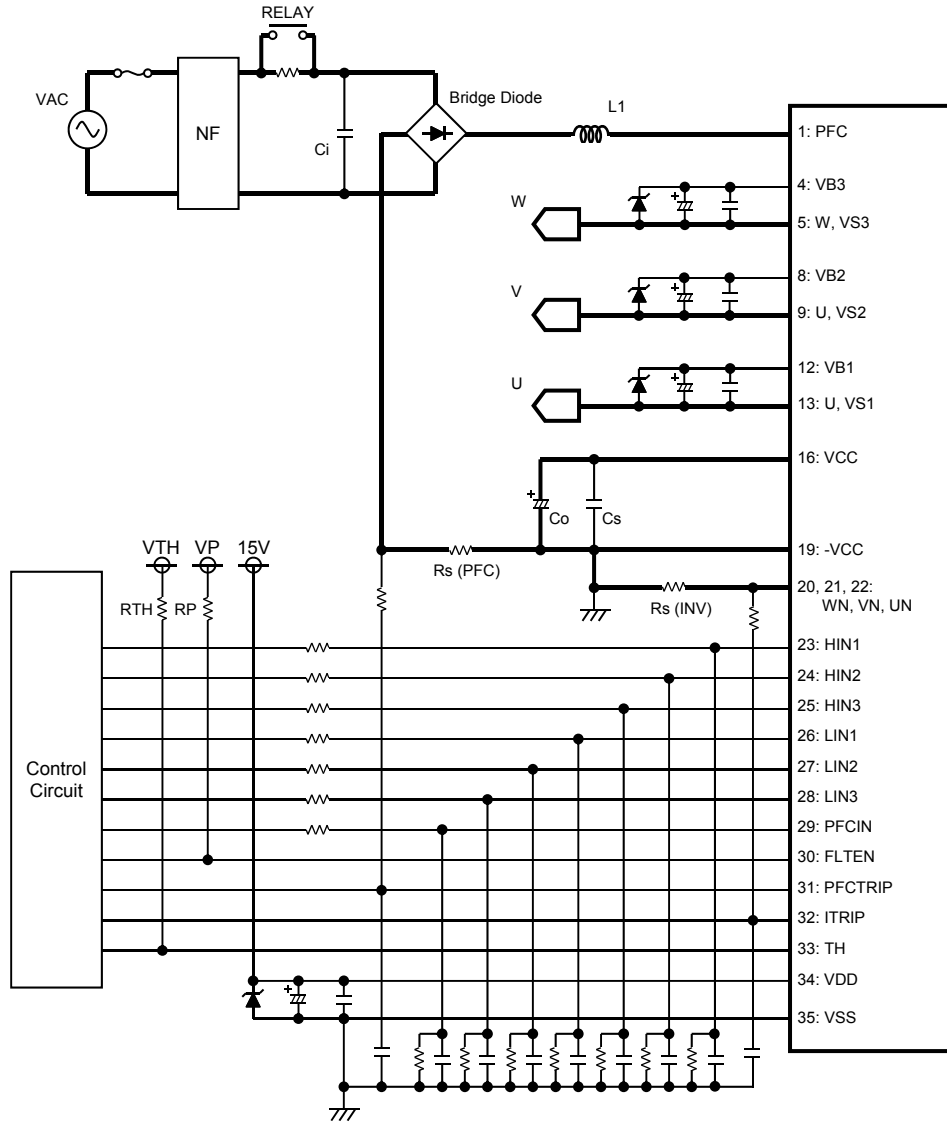 RELAY
VAC
NF
Ci
Bridge Diode
L1
1: PFC
4: VB3
W
5: W, VS3
8: VB2
V
9: U, VS2
12: VB1
U
13: U, VS1
16: VCC
+
Co
Cs
VTH
VP
15V
19: -VCC
Rs (PFC)
RTH
RP
Rs (INV)
20, 21, 22:
WN, VN, UN
23: HIN1
24: HIN2
25: HIN3
26: LIN1
Control
Circuit
27: LIN2
28: LIN3
29: PFCIN
30: FLTEN
31: PFCTRIP
32: ITRIP
33: TH
34: VDD
35: VSS